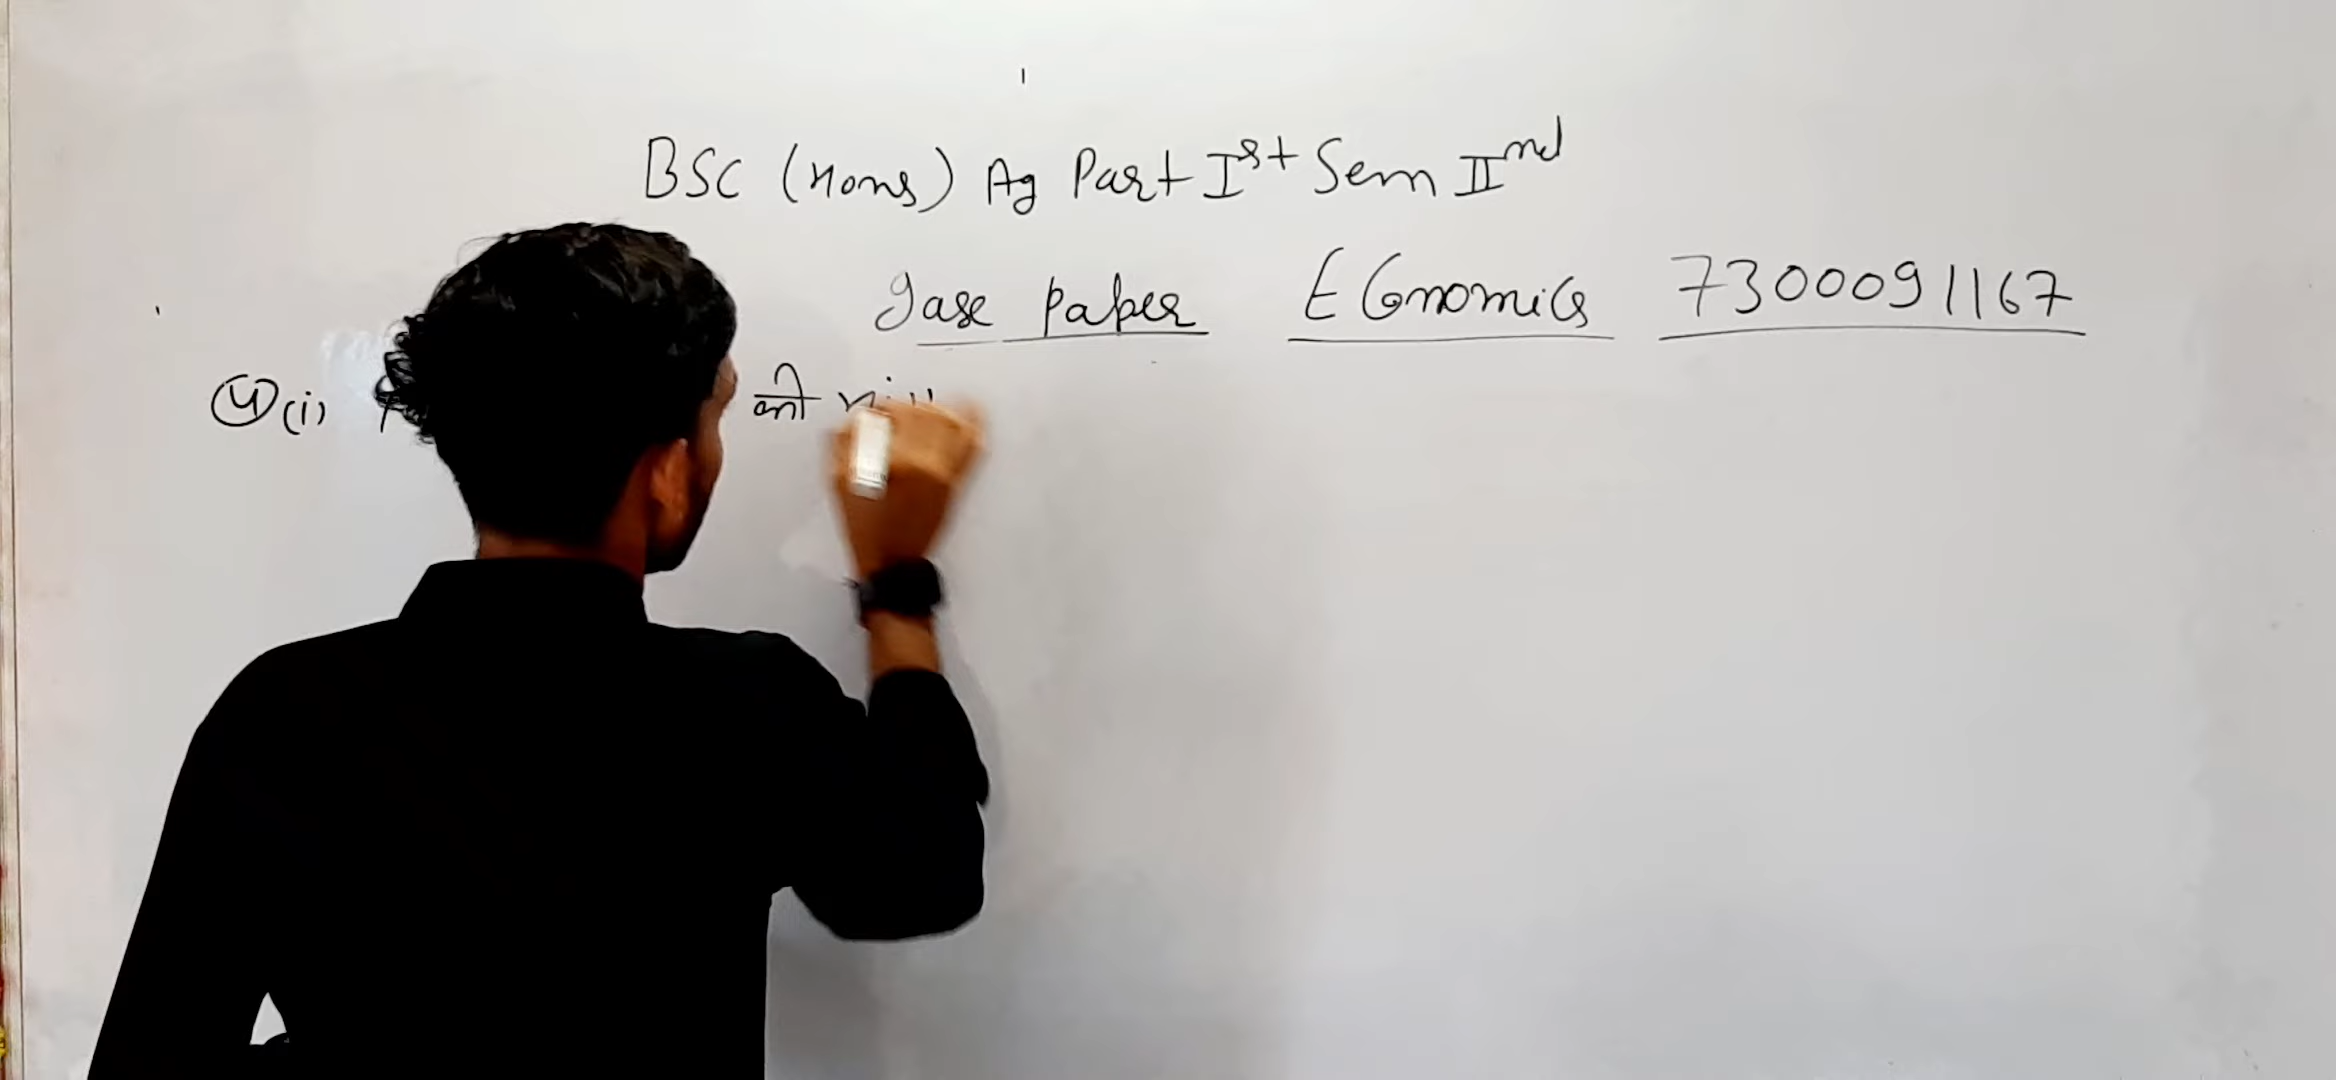 BSC (Hons) Ag Part Ist Sem IInd
gase paper Economics 7300091167
(4)(i) की